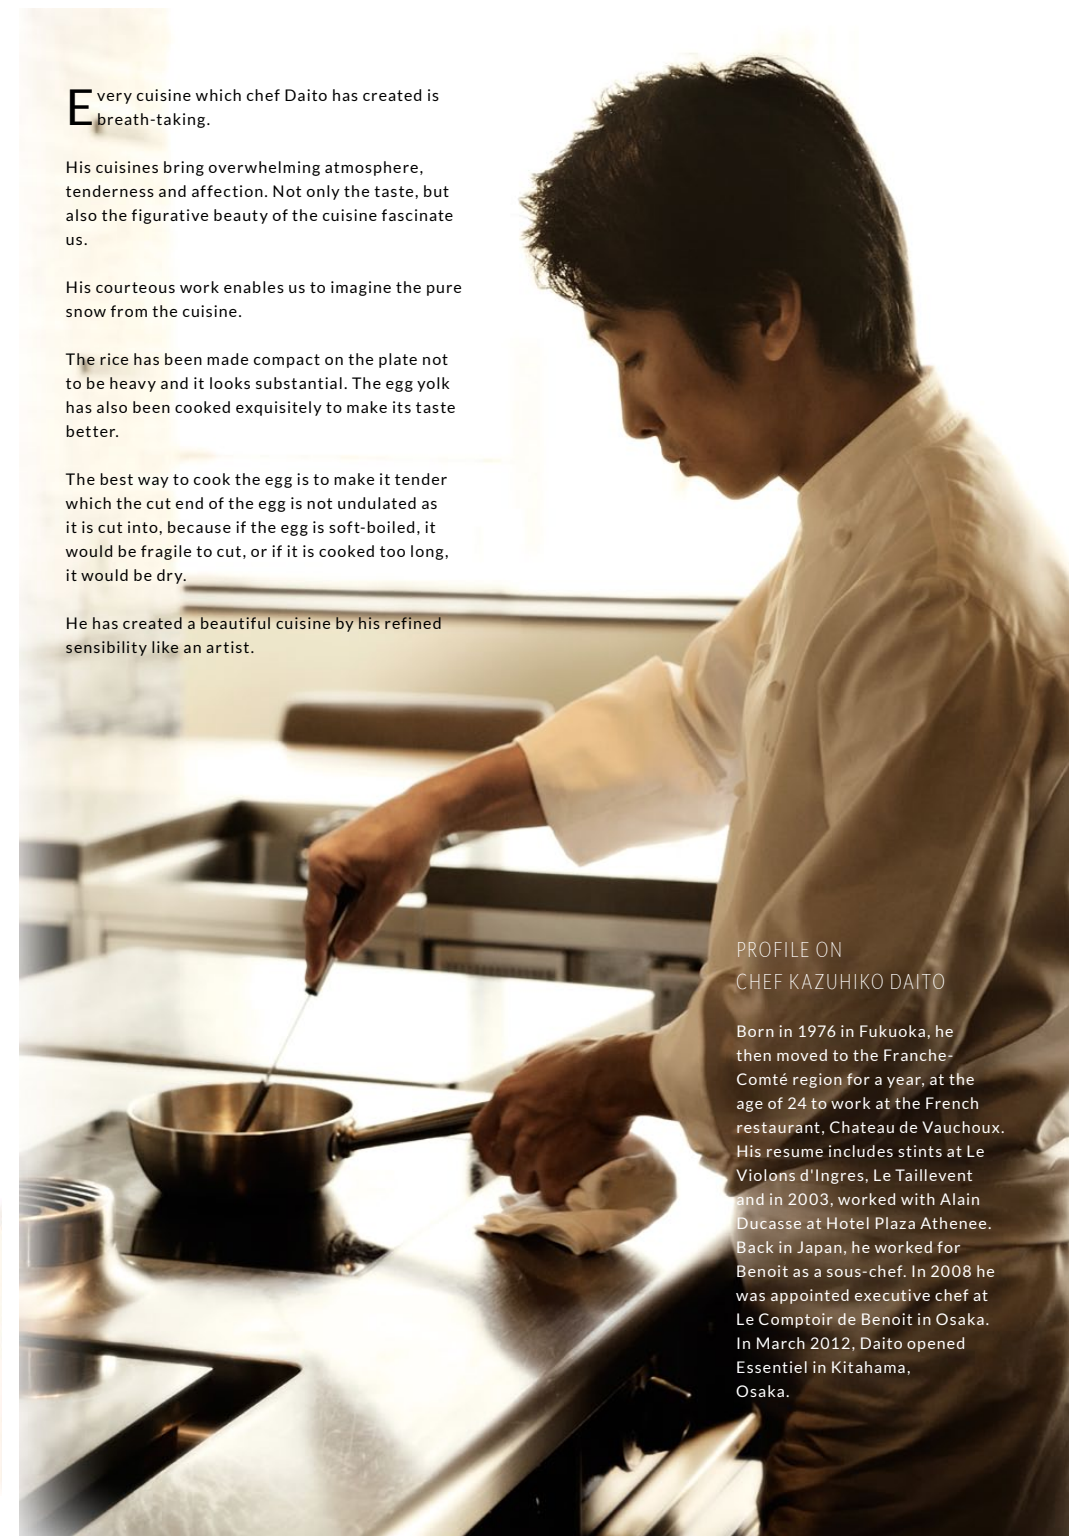 Every cuisine which chef Daito has created is
breath-taking.
His cuisines bring overwhelming atmosphere,
tenderness and affection. Not only the taste, but
also the figurative beauty of the cuisine fascinate
us.
His courteous work enables us to imagine the pure
snow from the cuisine.
The rice has been made compact on the plate not
to be heavy and it looks substantial. The egg yolk
has also been cooked exquisitely to make its taste
better.
The best way to cook the egg is to make it tender
which the cut end of the egg is not undulated as
it is cut into, because if the egg is soft-boiled, it
would be fragile to cut, or if it is cooked too long,
it would be dry.
He has created a beautiful cuisine by his refined
sensibility like an artist.
PROFILE ON
CHEF KAZUHIKO DAITO
Born in 1976 in Fukuoka, he
then moved to the Franche-
Comté region for a year, at the
age of 24 to work at the French
restaurant, Chateau de Vauchoux.
His resume includes stints at Le
Violons d'Ingres, Le Taillevent
and in 2003, worked with Alain
Ducasse at Hotel Plaza Athenee.
Back in Japan, he worked for
Benoit as a sous-chef. In 2008 he
was appointed executive chef at
Le Comptoir de Benoit in Osaka.
In March 2012, Daito opened
Essentiel in Kitahama,
Osaka.